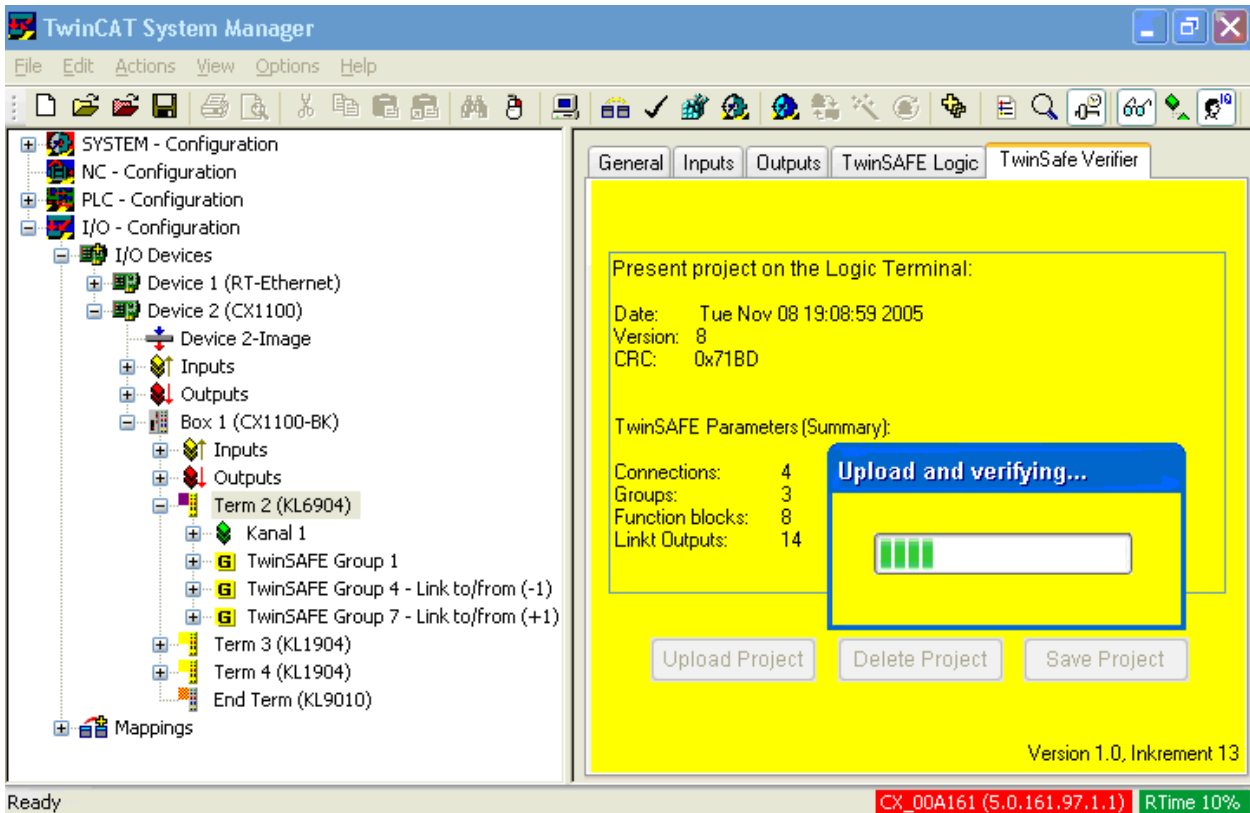 TwinCAT System Manager
File Edit Actions View Options Help
SYSTEM - Configuration
NC - Configuration
PLC - Configuration
I/O - Configuration
I/O Devices
Device 1 (RT-Ethernet)
Device 2 (CX1100)
Device 2-Image
Inputs
Outputs
Box 1 (CX1100-BK)
Inputs
Outputs
Term 2 (KL6904)
Kanal 1
G TwinSAFE Group 1
G TwinSAFE Group 4 - Link to/from (-1)
G TwinSAFE Group 7 - Link to/from (+1)
Term 3 (KL1904)
Term 4 (KL1904)
End Term (KL9010)
Mappings
General Inputs Outputs TwinSAFE Logic TwinSafe Verifier
Present project on the Logic Terminal:
Date: Tue Nov 08 19:08:59 2005
Version: 8
CRC: 0x71BD
TwinSAFE Parameters (Summary):
Connections: 4
Groups: 3
Function blocks: 8
Linkt Outputs: 14
Upload and verifying...
Upload Project Delete Project Save Project
Version 1.0, Inkrement 13
Ready CX_00A161 (5.0.161.97.1.1) RTime 10%